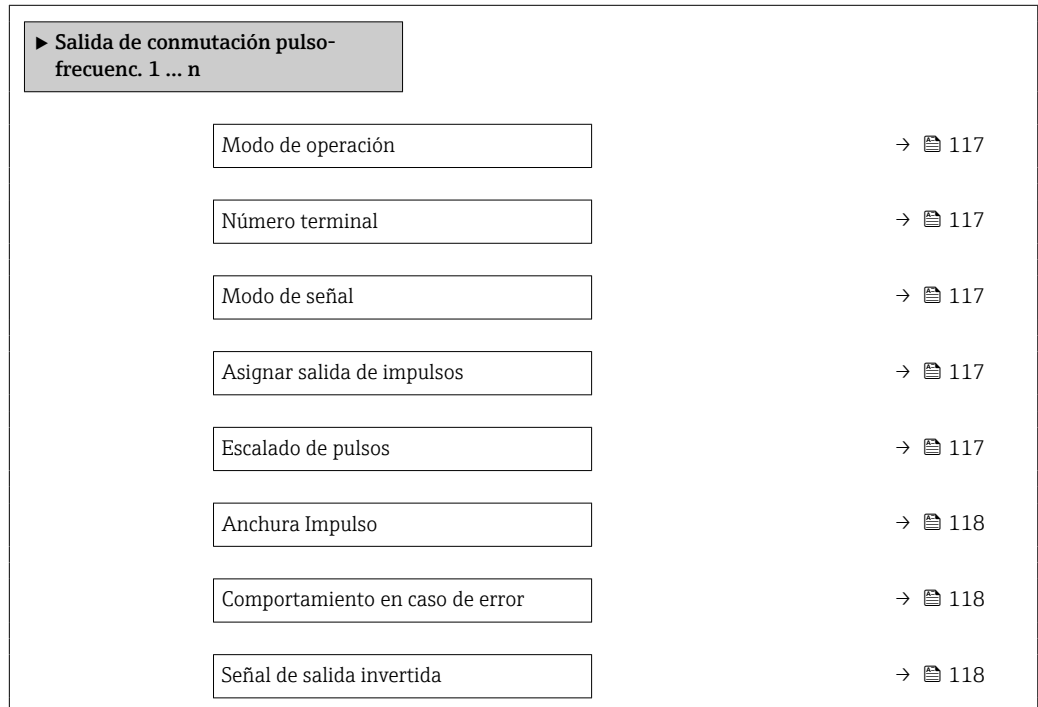 ▶ Salida de conmutación pulso-
frecuenc. 1 … n
Modo de operación → 117
Número terminal → 117
Modo de señal → 117
Asignar salida de impulsos → 117
Escalado de pulsos → 117
Anchura Impulso → 118
Comportamiento en caso de error → 118
Señal de salida invertida → 118